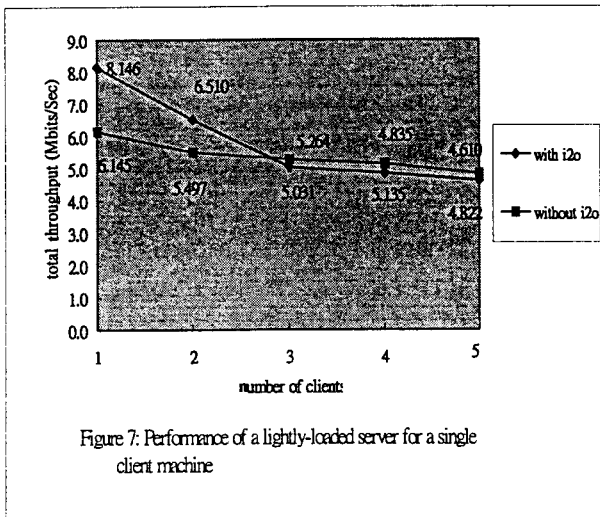 9.0
8.0
7.0
6.0
5.0
4.0
3.0
2.0
1.0
0.0
total throughput (Mbits/Sec)
8.146
6.510
5.264
4.835
4.610
6.145
5.497
5.031
5.135
4.822
1 2 3 4 5
number of clients
with i2o
without i2o
Figure 7: Performance of a lightly-loaded server for a single
client machine